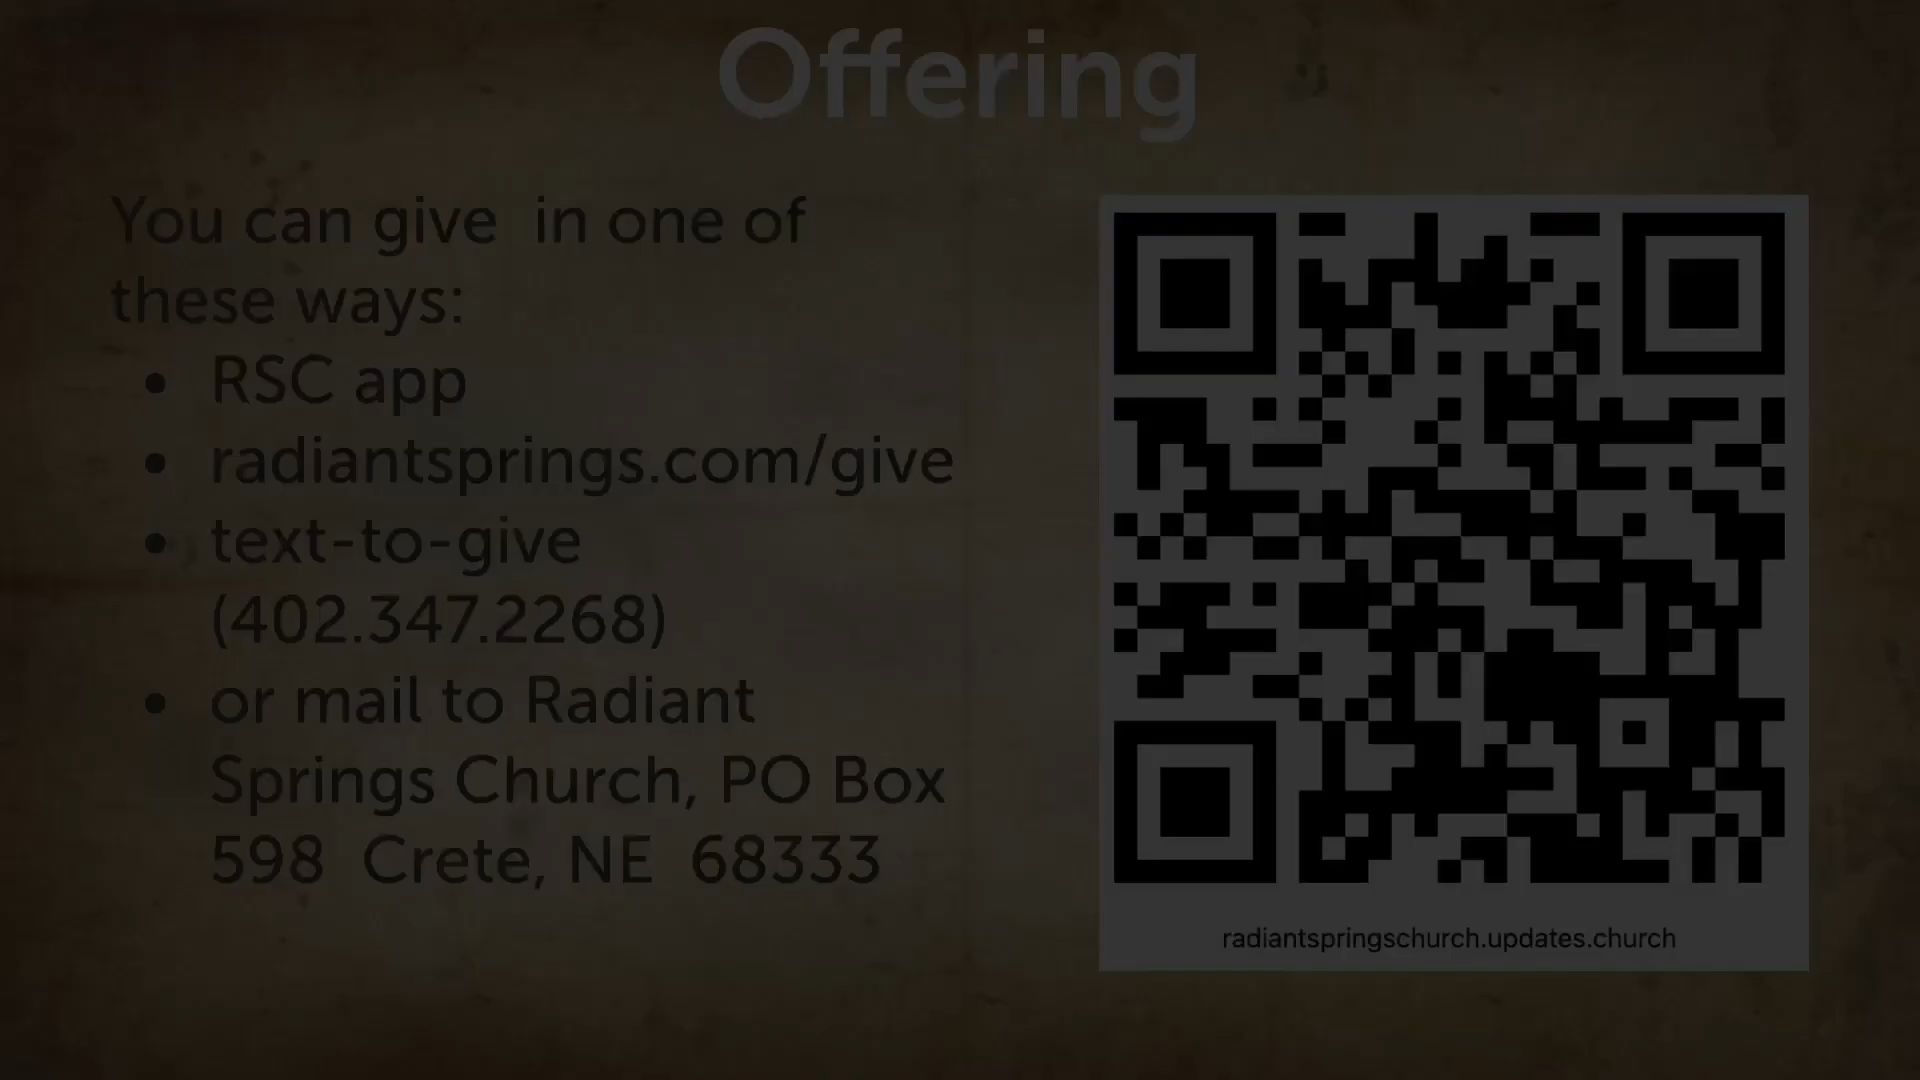 Offering
You can give  in one of
these ways:
• RSC app
• radiantsprings.com/give
• text-to-give
(402.347.2268)
• or mail to Radiant
Springs Church, PO Box
598  Crete, NE  68333
radiantspringschurch.updates.church